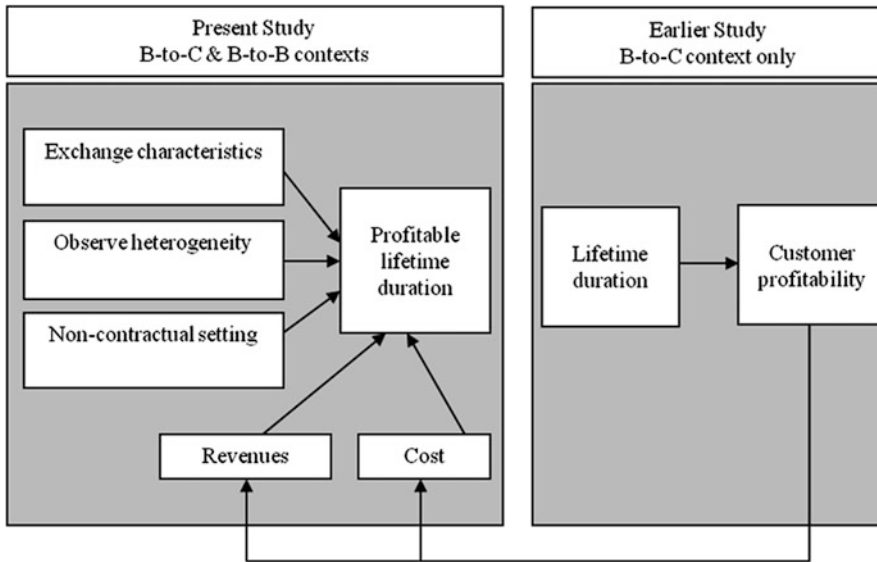 Present Study
B-to-C & B-to-B contexts
Exchange characteristics
Observe heterogeneity
Non-contractual setting
Profitable
lifetime
duration
Revenues
Cost
Earlier Study
B-to-C context only
Lifetime
duration
Customer
profitability